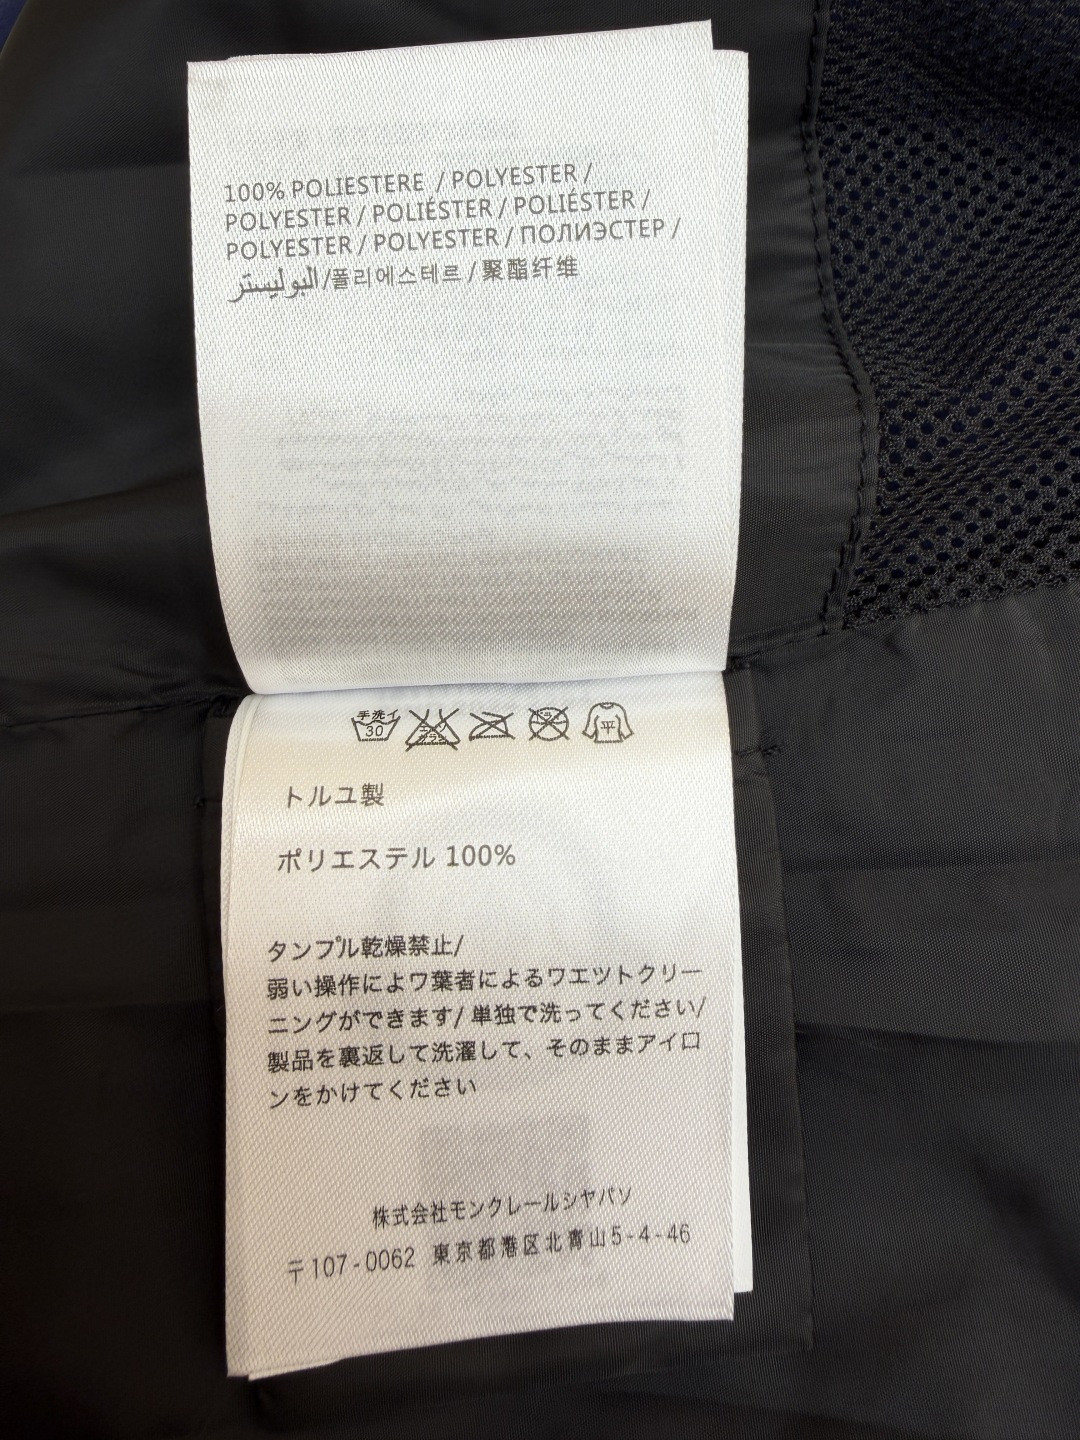 100% POLIESTERE / POLYESTER /
POLYESTER / POLIÉSTER / POLIÉSTER /
POLYESTER / POLYESTER / ПОЛИЭСТЕР /
البوليستر/폴리에스테르 / 聚酯纤维
手洗イ
30
平
トルユ製
ポリエステル 100%
タンプル乾燥禁止/
弱い操作によワ葉者によるワエツトクリー
ニングができます/ 単独で洗ってください/
製品を裏返して洗濯して、そのままアイロ
ンをかけてください
株式会社モンクレールシヤパソ
〒107-0062 東京都港区北青山5-4-46